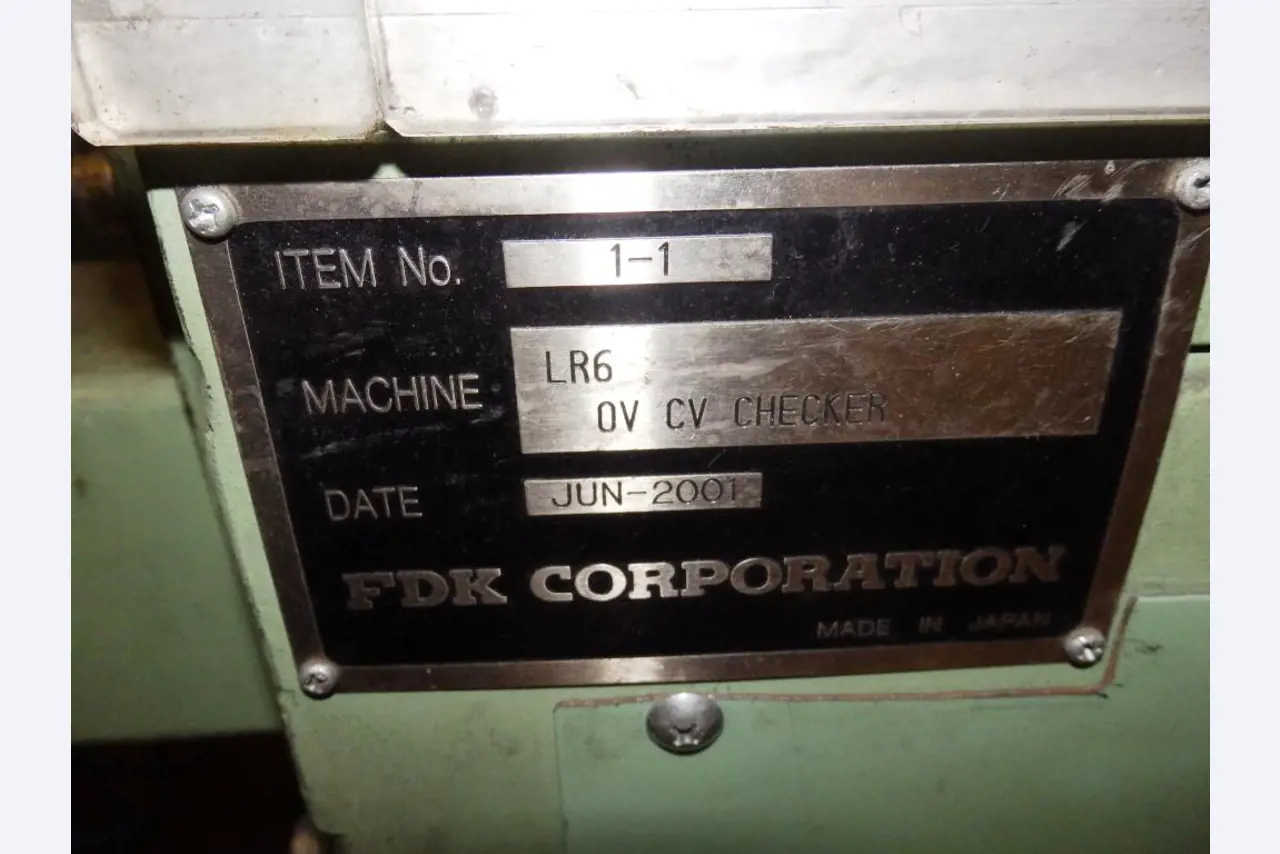 ITEM No. 1-1
MACHINE LR6
OV CV CHECKER
DATE JUN-2001
FDK CORPORATION
MADE IN JAPAN